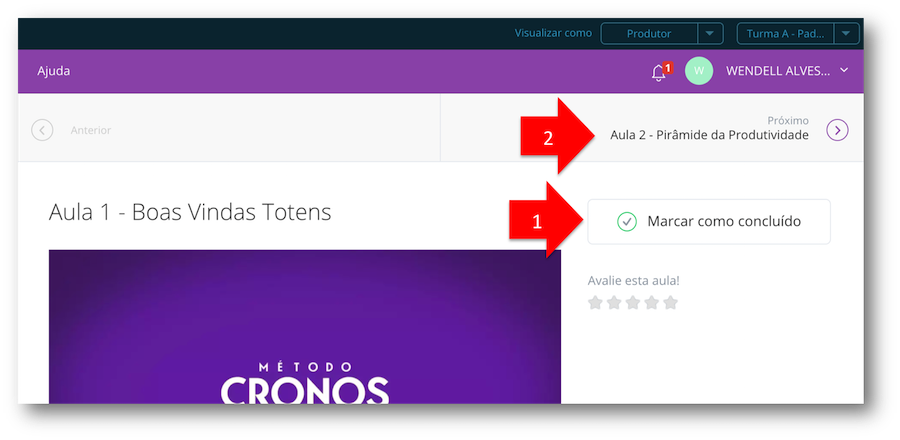 Visualizar como Produtor Turma A - Pad...
Ajuda 1 W WENDELL ALVES...
Anterior
Próximo
2 Aula 2 - Pirâmide da Produtividade
Aula 1 - Boas Vindas Totens
1 Marcar como concluído
Avalie esta aula!
MÉTODO
CRONOS